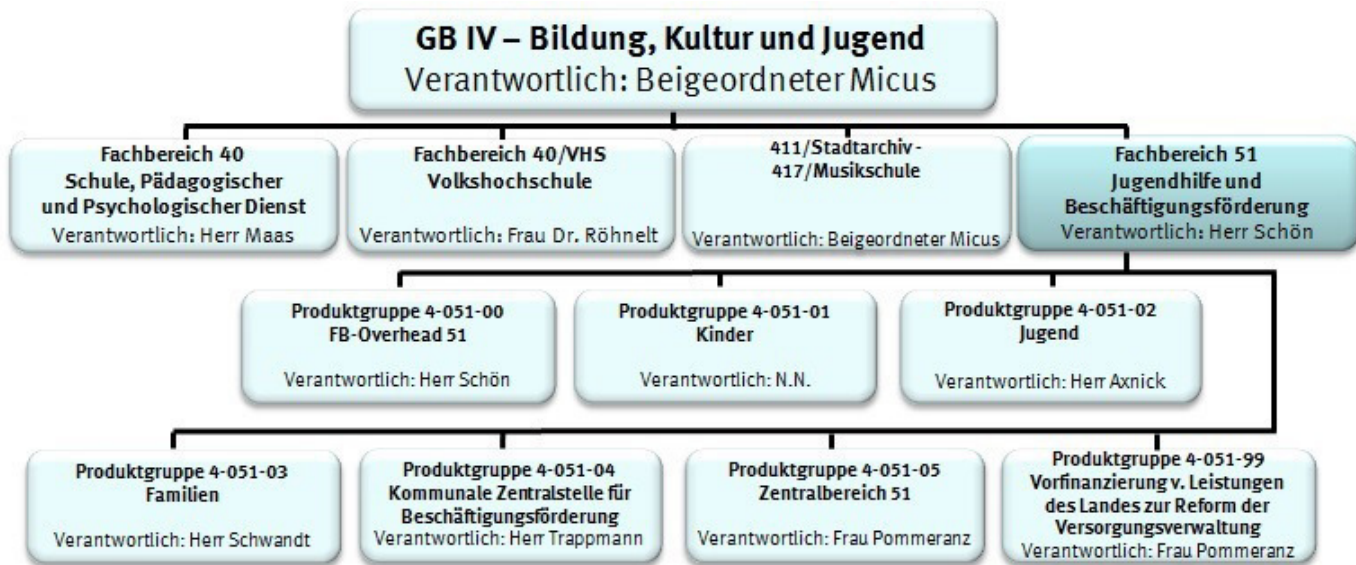 GB IV – Bildung, Kultur und Jugend
Verantwortlich: Beigeordneter Micus
Fachbereich 40
Schule, Pädagogischer
und Psychologischer Dienst
Verantwortlich: Herr Maas
Fachbereich 40/VHS
Volkshochschule
Verantwortlich: Frau Dr. Röhnelt
411/Stadtarchiv -
417/Musikschule
Verantwortlich: Beigeordneter Micus
Fachbereich 51
Jugendhilfe und
Beschäftigungsförderung
Verantwortlich: Herr Schön
Produktgruppe 4-051-00
FB-Overhead 51
Verantwortlich: Herr Schön
Produktgruppe 4-051-01
Kinder
Verantwortlich: N.N.
Produktgruppe 4-051-02
Jugend
Verantwortlich: Herr Axnick
Produktgruppe 4-051-03
Familien
Verantwortlich: Herr Schwandt
Produktgruppe 4-051-04
Kommunale Zentralstelle für
Beschäftigungsförderung
Verantwortlich: Herr Trappmann
Produktgruppe 4-051-05
Zentralbereich 51
Verantwortlich: Frau Pommeranz
Produktgruppe 4-051-99
Vorfinanzierung v. Leistungen
des Landes zur Reform der
Versorgungsverwaltung
Verantwortlich: Frau Pommeranz